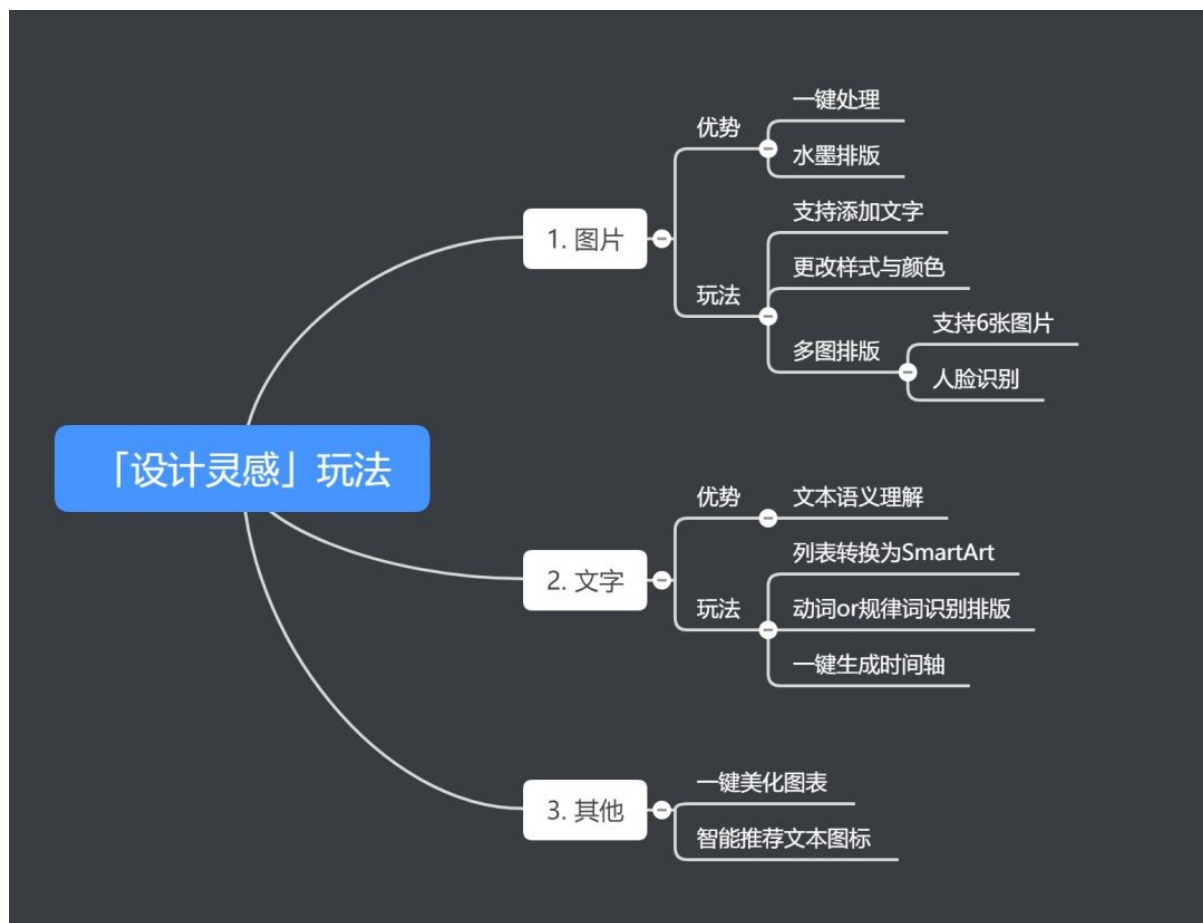 「设计灵感」玩法
1. 图片
优势
一键处理
水墨排版
玩法
支持添加文字
更改样式与颜色
多图排版
支持6张图片
人脸识别
2. 文字
优势
文本语义理解
玩法
列表转换为SmartArt
动词or规律词识别排版
一键生成时间轴
3. 其他
一键美化图表
智能推荐文本图标